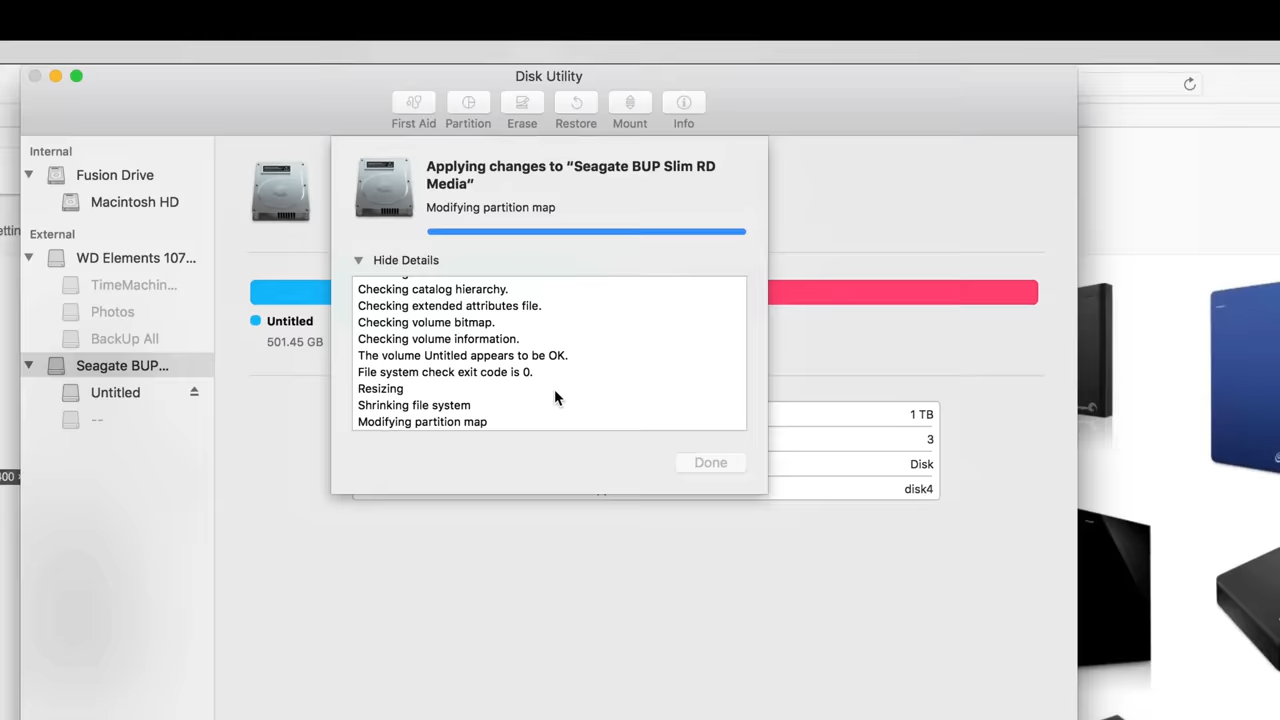 Disk Utility
First Aid
Partition
Erase
Restore
Mount
Info
Internal
Fusion Drive
Macintosh HD
External
WD Elements 107...
TimeMachin...
Photos
BackUp All
Seagate BUP...
Untitled
--
Applying changes to “Seagate BUP Slim RD
Media”
Modifying partition map
Hide Details
Checking catalog hierarchy.
Checking extended attributes file.
Checking volume bitmap.
Checking volume information.
The volume Untitled appears to be OK.
File system check exit code is 0.
Resizing
Shrinking file system
Modifying partition map
Done
Untitled
501.45 GB
1 TB
3
Disk
disk4